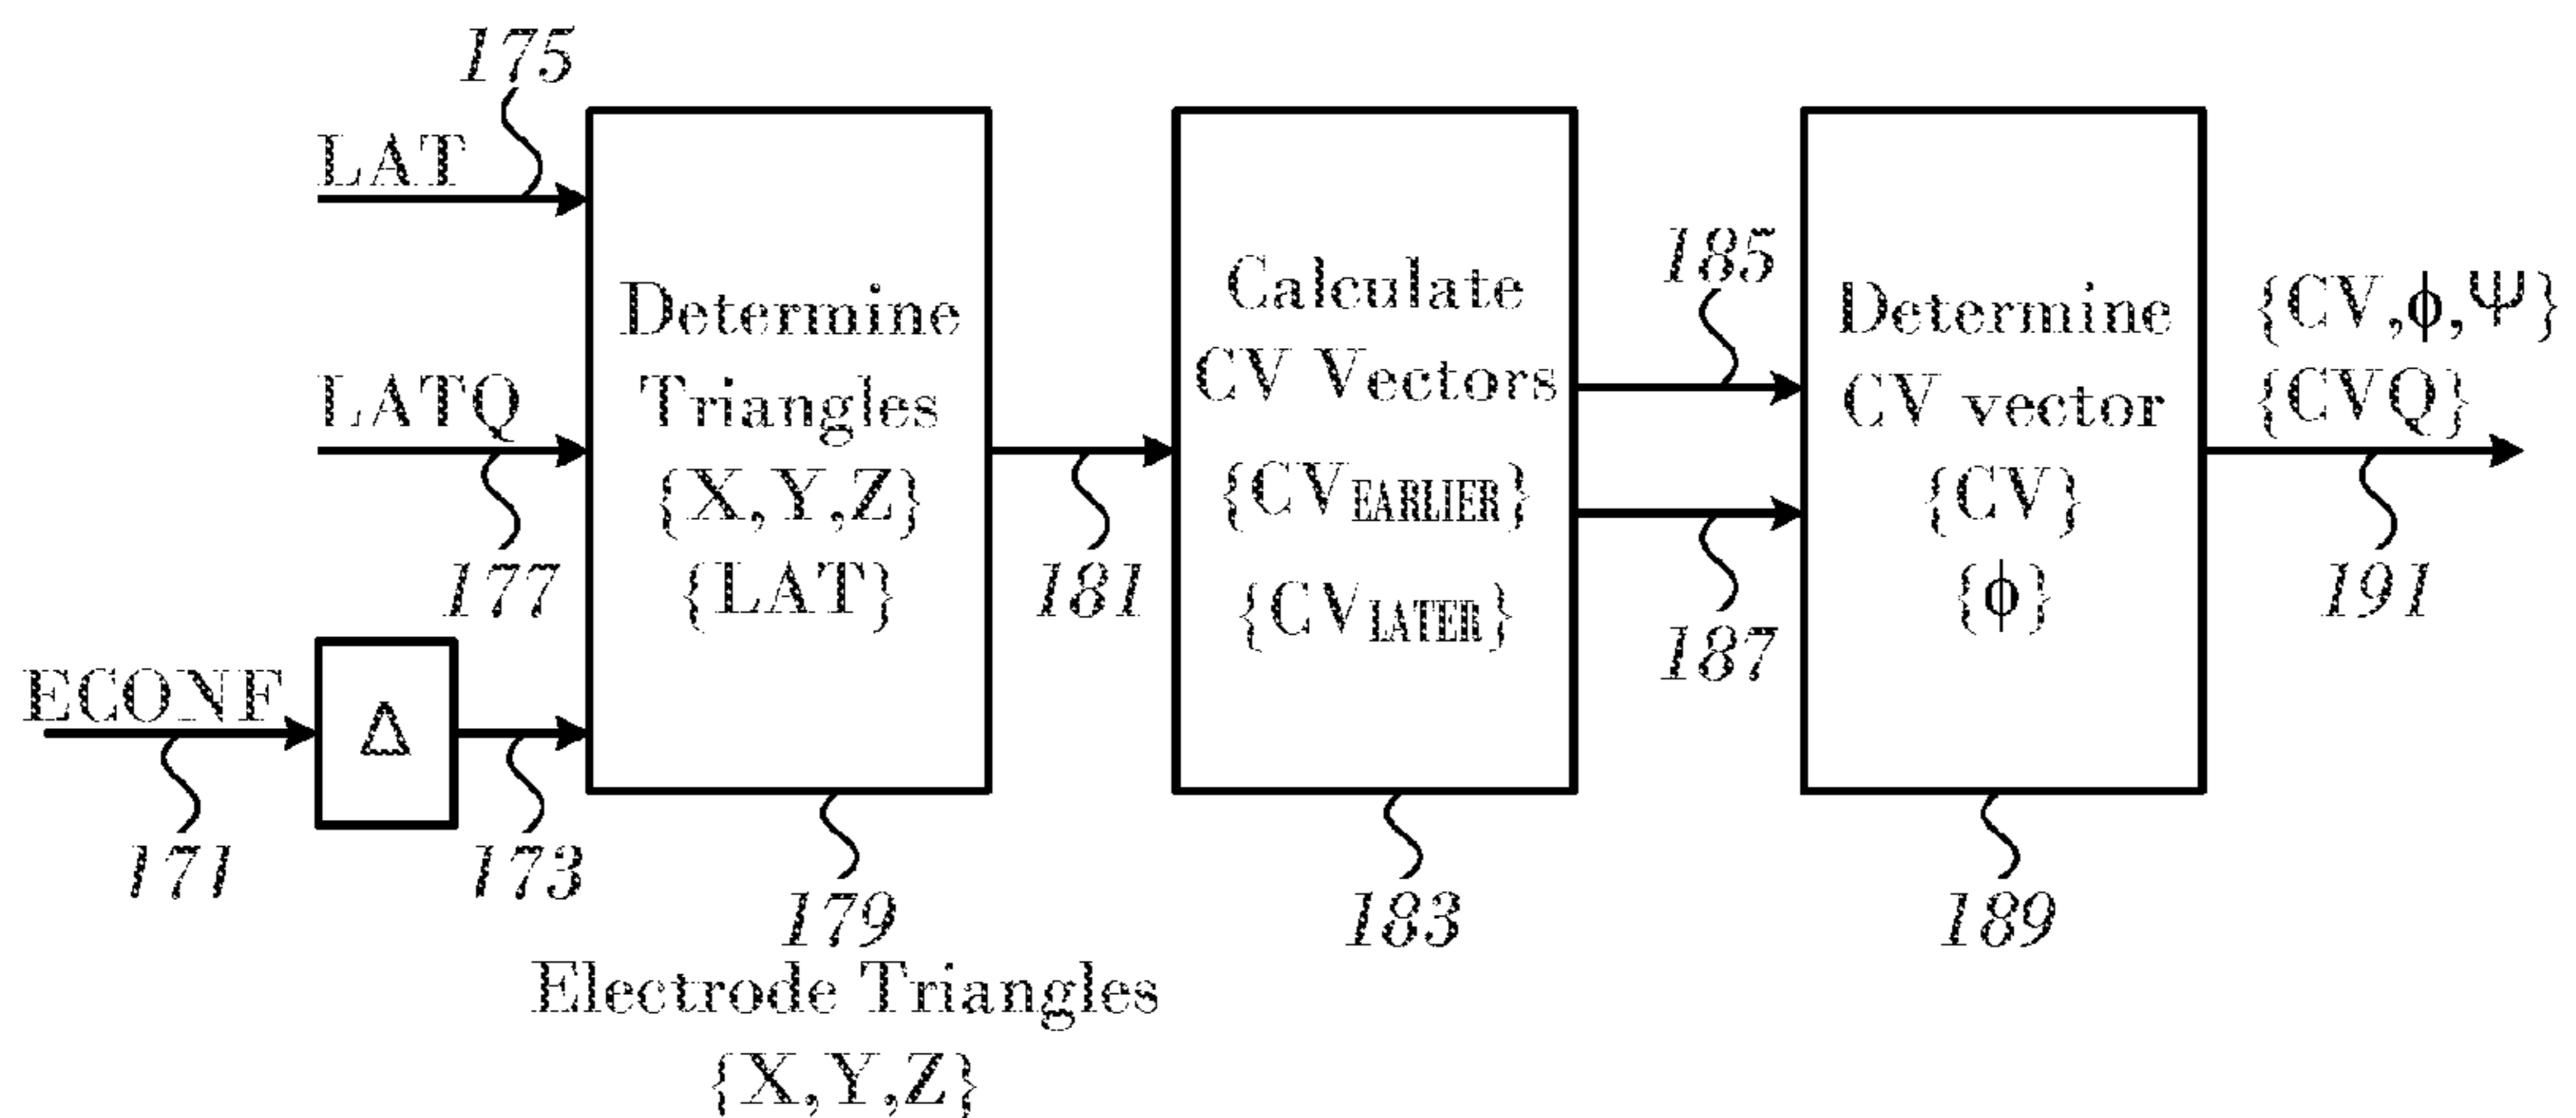 175
LAT
LATQ
177
ECONF
Δ
171
173
Determine
Triangles
{X,Y,Z}
{LAT}
179
Electrode Triangles
{X,Y,Z}
181
Calculate
CV Vectors
{CVEARLIER}
{CVLATER}
183
185
187
Determine
CV vector
{CV}
{ϕ}
189
{CV,ϕ,Ψ}
{CVQ}
191